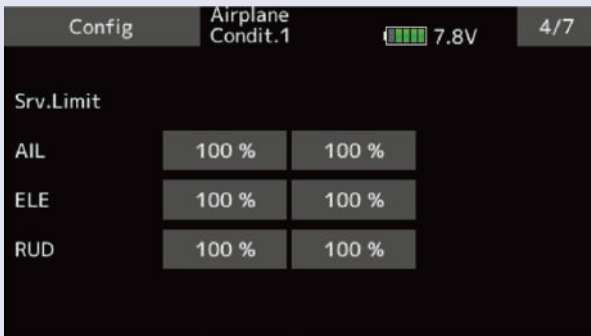 Config Airplane 7.8V 4/7
Condit.1
Srv.Limit
AIL 100 % 100 %
ELE 100 % 100 %
RUD 100 % 100 %